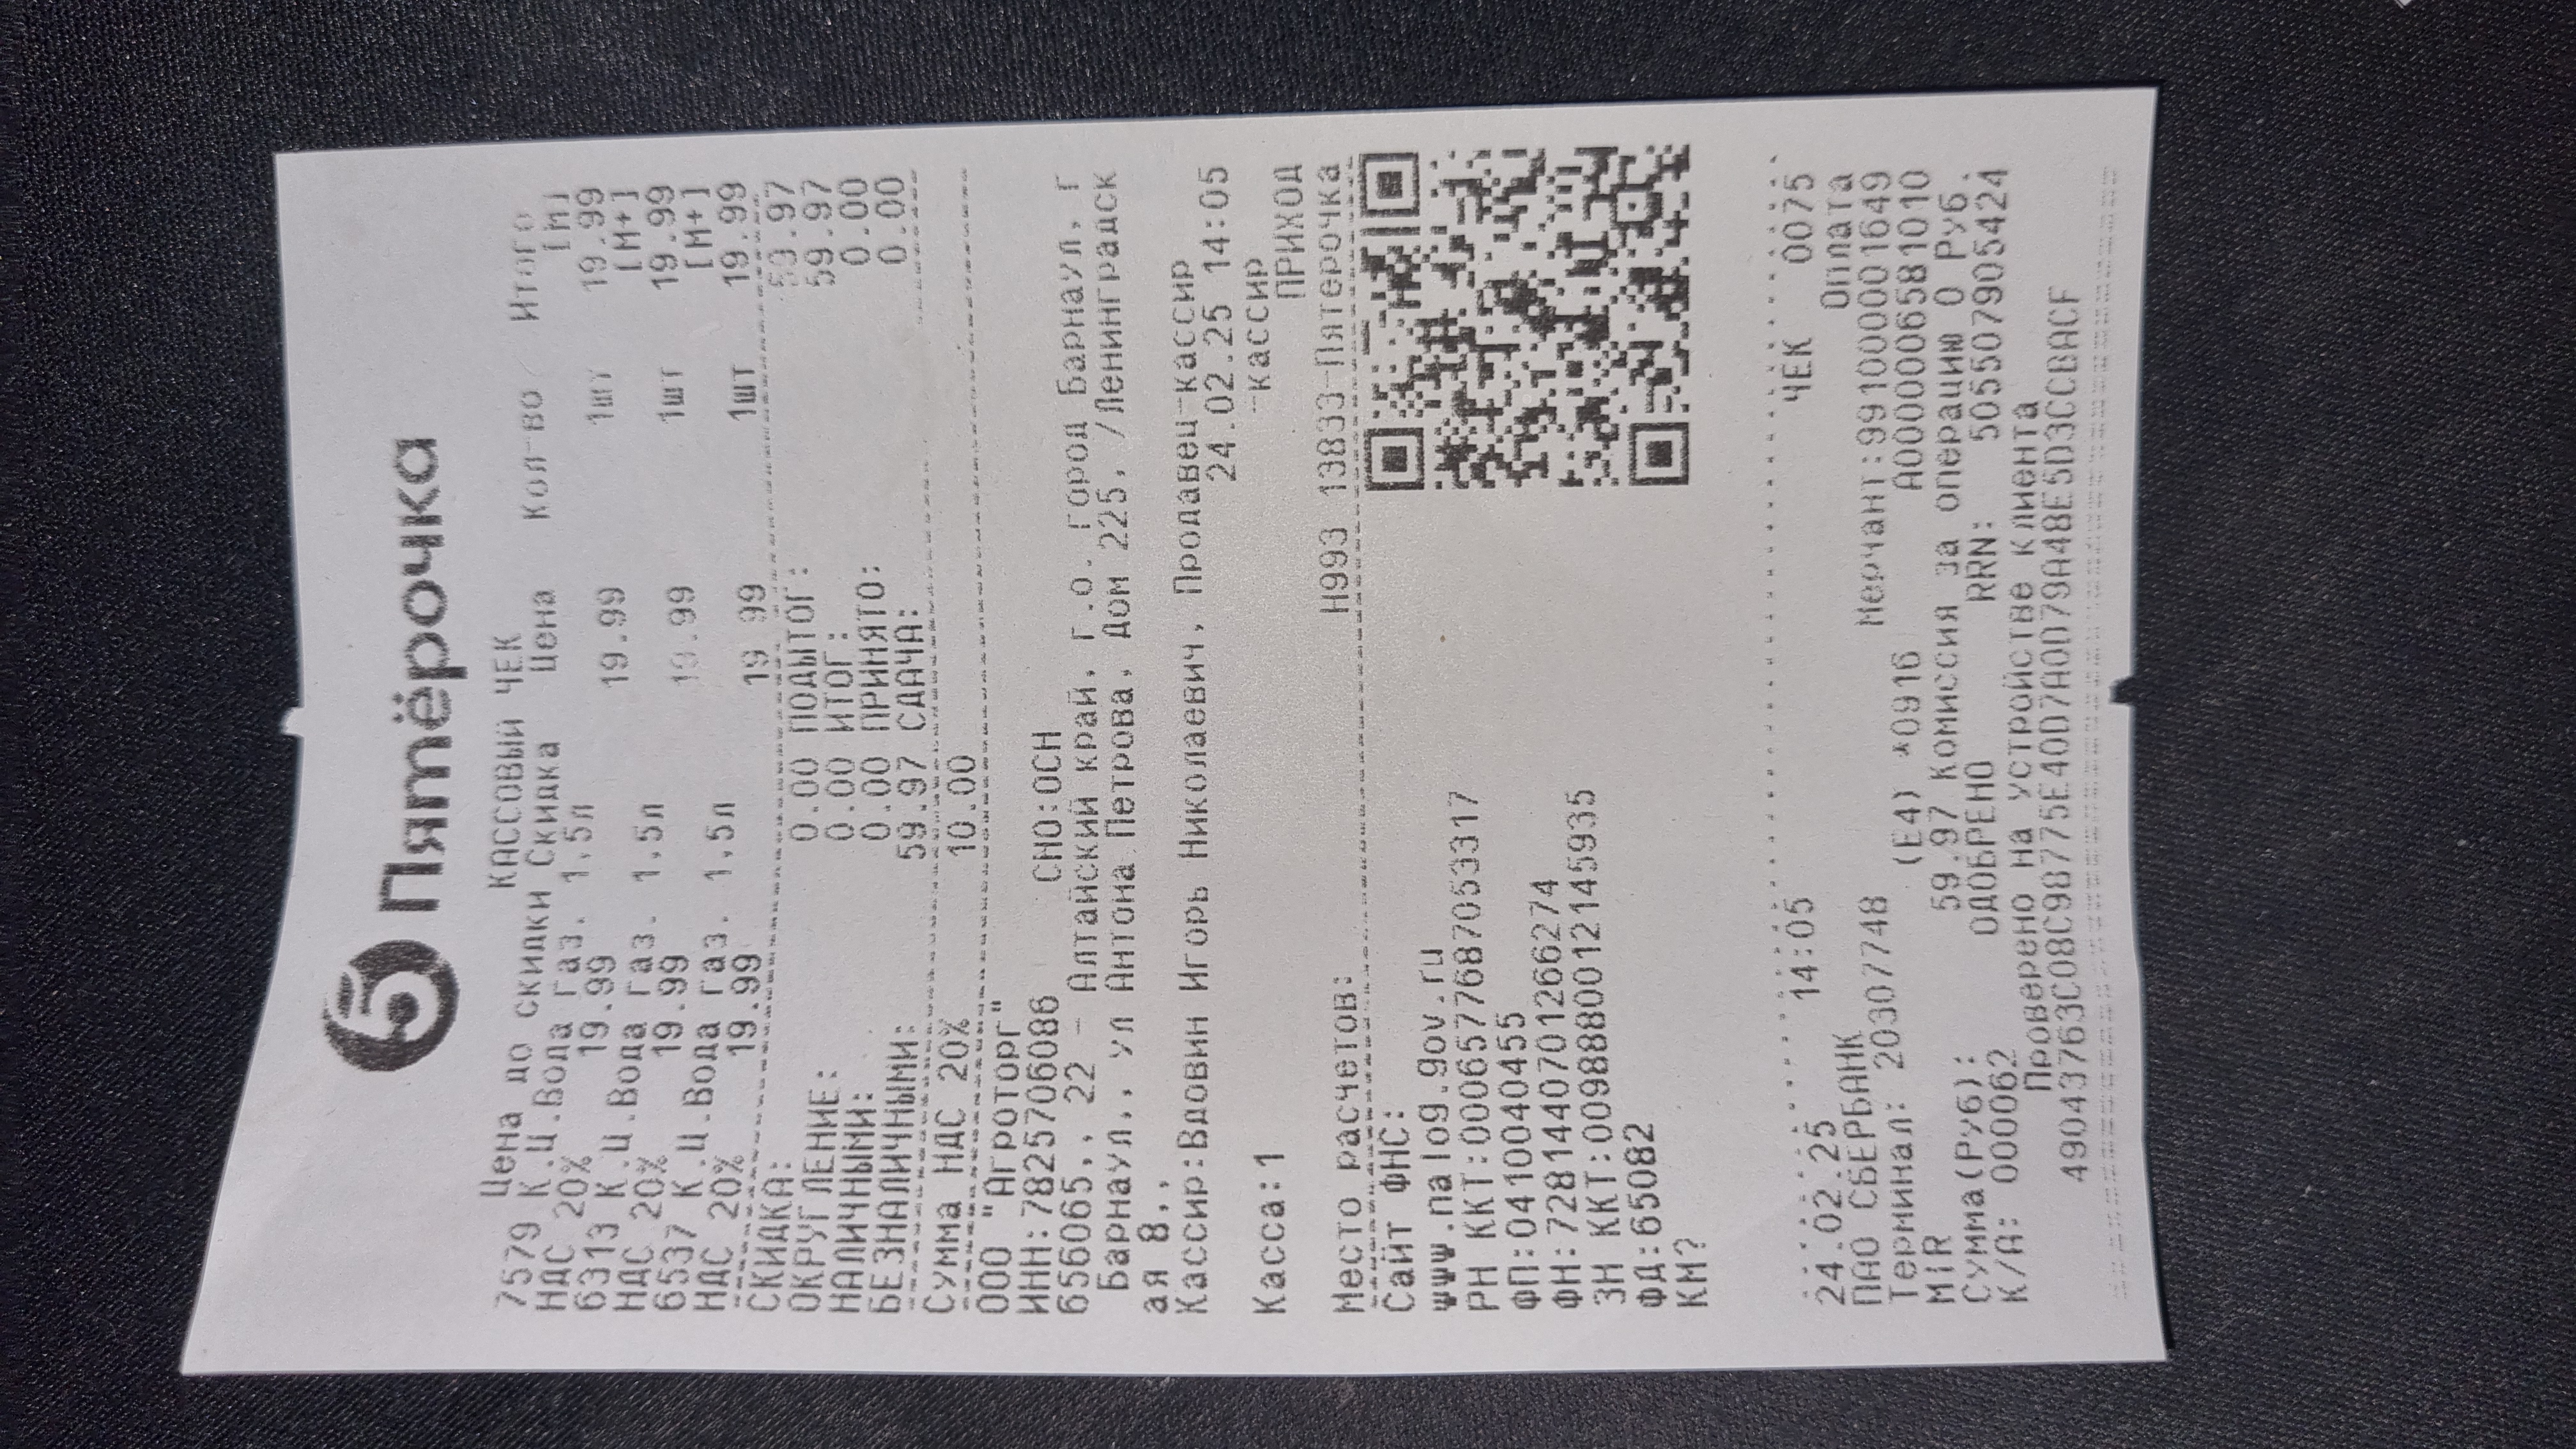 5 Пятёрочка
КАССОВЫЙ ЧЕК
Цена до скидки Скидка Цена Кол-во Итого
7579 К.Ц.Вода газ. 1,5л [М]
НДС 20% 19.99 19.99 1шт 19.99
6313 К.Ц.Вода газ. 1,5л [М+]
НДС 20% 19.99 19.99 1шт 19.99
6537 К.Ц.Вода газ. 1,5л [М+]
НДС 20% 19.99 19.99 1шт 19.99
СКИДКА: 0.00 ПОДЫТОГ: 59.97
ОКРУГЛЕНИЕ: 0.00 ИТОГ: 59.97
НАЛИЧНЫМИ: 0.00 ПРИНЯТО: 0.00
БЕЗНАЛИЧНЫМИ: 59.97 СДАЧА: 0.00
Сумма НДС 20% 10.00
ООО "Агроторг"
ИНН:7825706086 СНО:ОСН
656065,, 22 - Алтайский край, г.о. город Барнаул, г
Барнаул,, ул Антона Петрова, Дом 225, /Ленинградск
ая 8,,
Кассир:Вдовин Игорь Николаевич, Продавец-кассир
24.02.25 14:05
-кассир
Касса:1
ПРИХОД
Место расчетов: Н993 13833-Пятерочка
Сайт ФНС:
www.nalog.gov.ru
РН ККТ:0006577687053317
ФП:0410040455
ФН:7281440701266274
ЗН ККТ:0098880012145935
ФД:65082
КМ?
24.02.25 14:05 ЧЕК 0075
ПАО СБЕРБАНК Оплата
Терминал: 20307748 Мерчант:991000001649
MIR (E4) *0916 A0000006581010
Сумма(Руб): 59.97 Комиссия за операцию 0 Руб.
К/А: 000062 ОДОБРЕНО RRN: 505507905424
Проверено на устройстве клиента
49043763C08C98775E40D7A0D79A48E5D3CCBACF